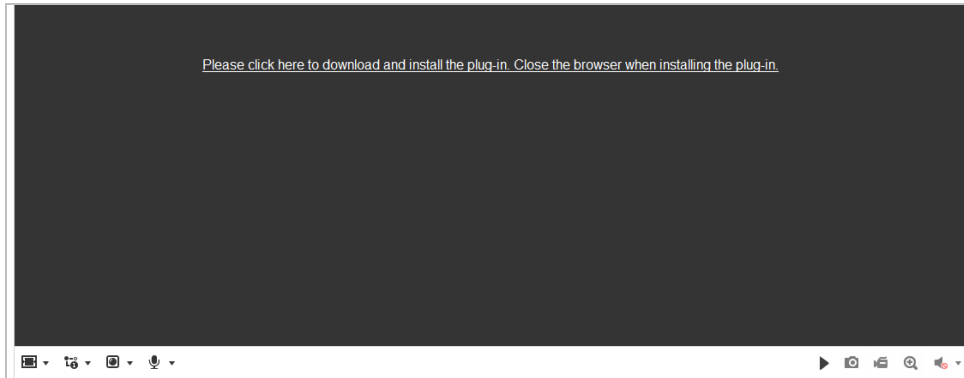 Please click here to download and install the plug-in. Close the browser when installing the plug-in.